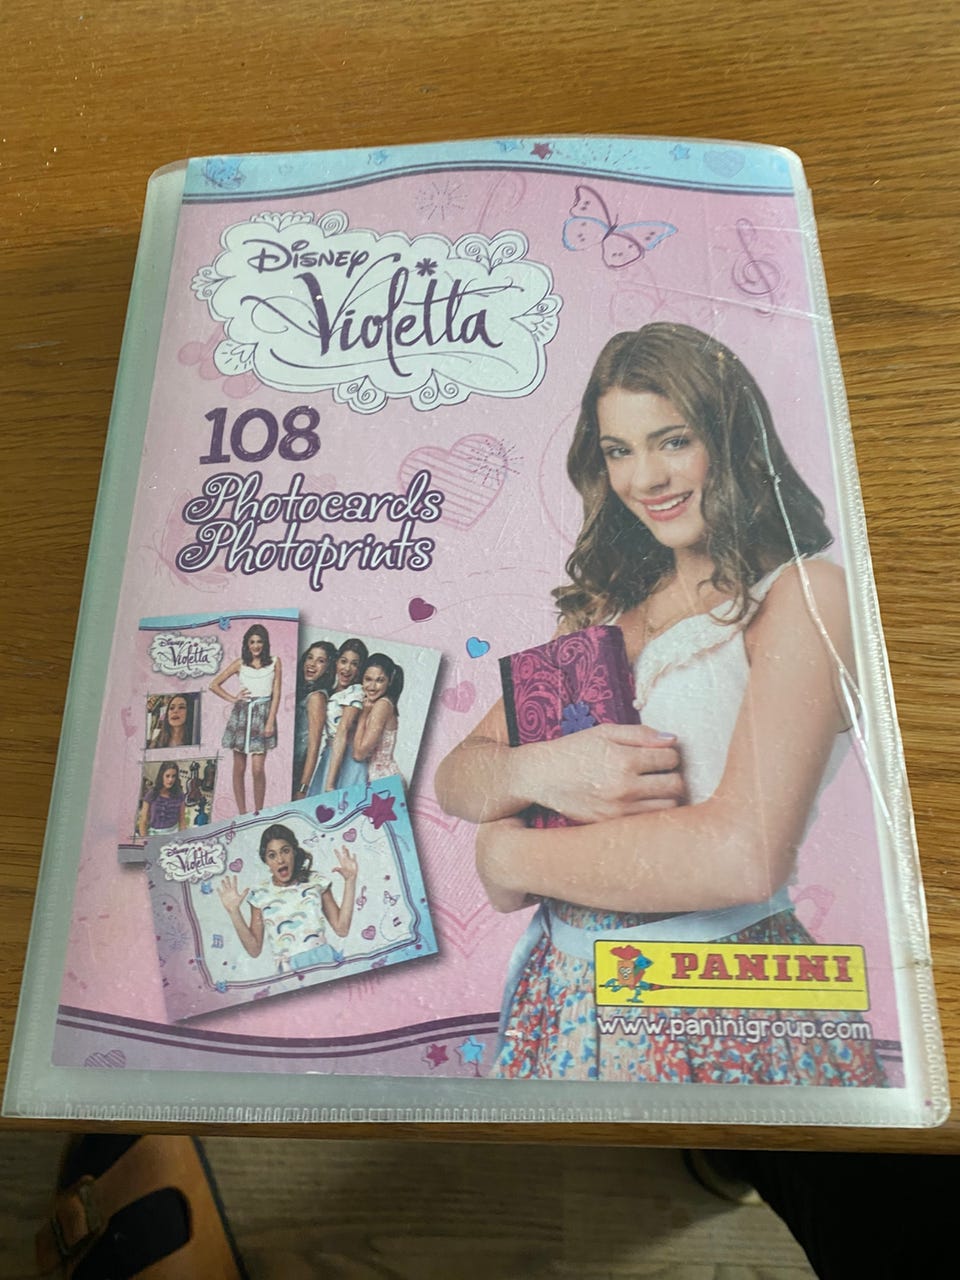 Disney
Violetta
108
Photocards
Photoprints
Disney
Violetta
Disney
Violetta
PANINI
www.paninigroup.com